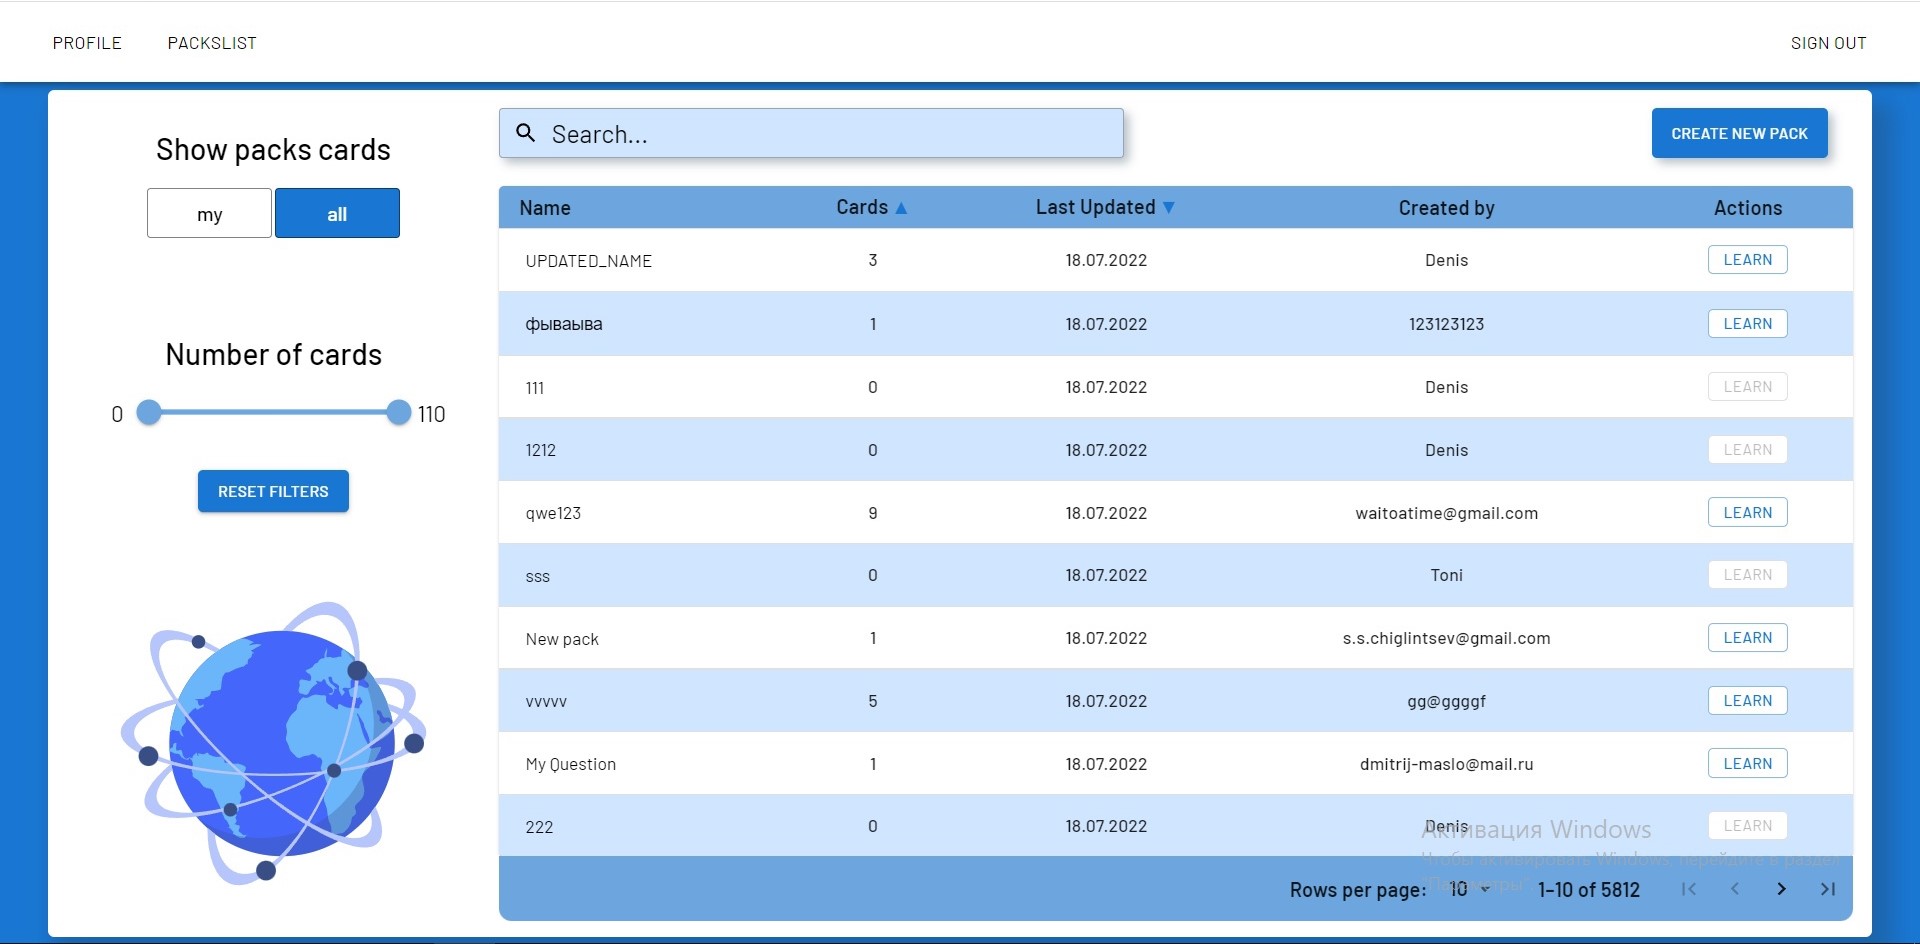 PROFILE PACKSLIST SIGN OUT
Show packs cards
my all
Number of cards
0 110
RESET FILTERS
Search... CREATE NEW PACK
Name Cards ▲ Last Updated ▼ Created by Actions
UPDATED_NAME 3 18.07.2022 Denis LEARN
фываыва 1 18.07.2022 123123123 LEARN
111 0 18.07.2022 Denis LEARN
1212 0 18.07.2022 Denis LEARN
qwe123 9 18.07.2022 waitoatime@gmail.com LEARN
sss 0 18.07.2022 Toni LEARN
New pack 1 18.07.2022 s.s.chiglintsev@gmail.com LEARN
vvvvv 5 18.07.2022 gg@ggggf LEARN
My Question 1 18.07.2022 dmitrij-maslo@mail.ru LEARN
222 0 18.07.2022 Denis LEARN
Активация Windows
Чтобы активировать Windows, перейдите в раздел
"Параметры".
Rows per page: 10 1–10 of 5812